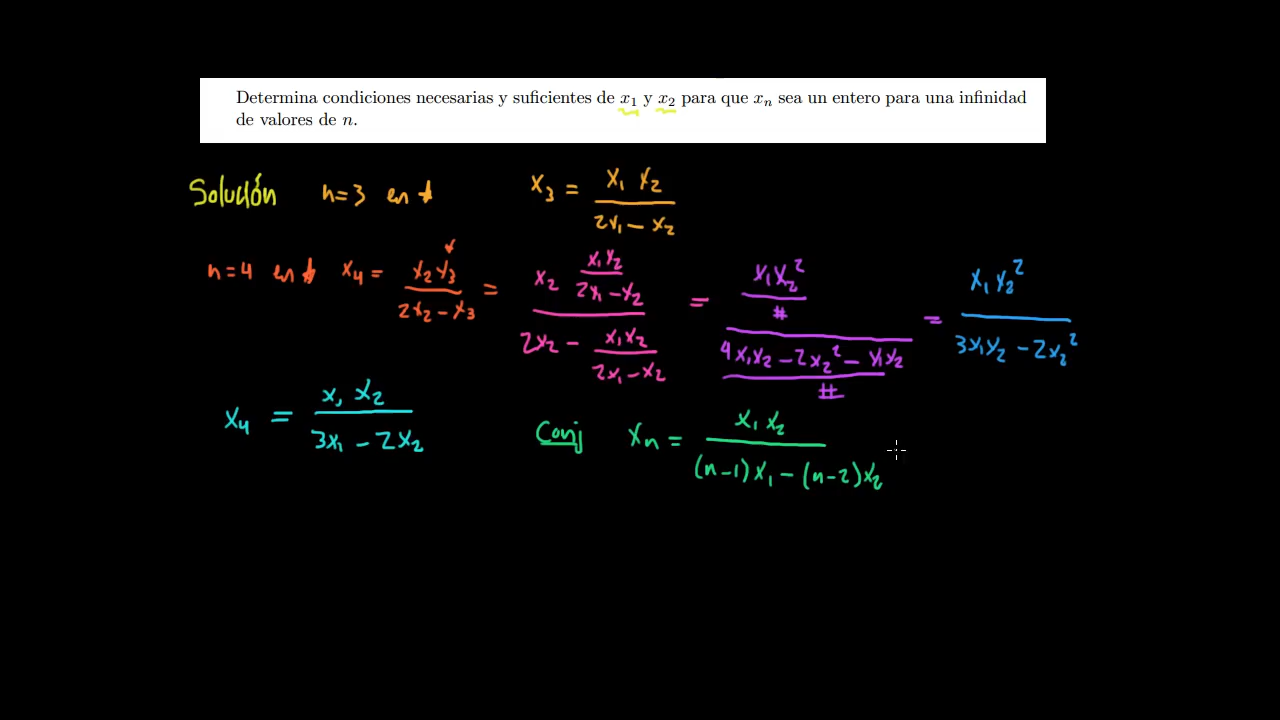 Determina condiciones necesarias y suficientes de x₁ y x₂ para que xₙ sea un entero para una infinidad
de valores de n.
Solución n=3 en ★ x₃ = x₁ x₂ / (2x₁ − x₂)
n=4 en ★ x₄ = x₂x₃ / (2x₂ − x₃) = (x₂ (x₁x₂ / (2x₁ − x₂))) / (2x₂ − (x₁x₂ / (2x₁ − x₂))) = (x₁x₂² / #) / ((4x₁x₂ − 2x₂² − x₁x₂) / #) = x₁x₂² / (3x₁x₂ − 2x₂²)
x₄ = x₁ x₂ / (3x₁ − 2x₂)
Conj xₙ = x₁ x₂ / ((n−1)x₁ − (n−2)x₂)